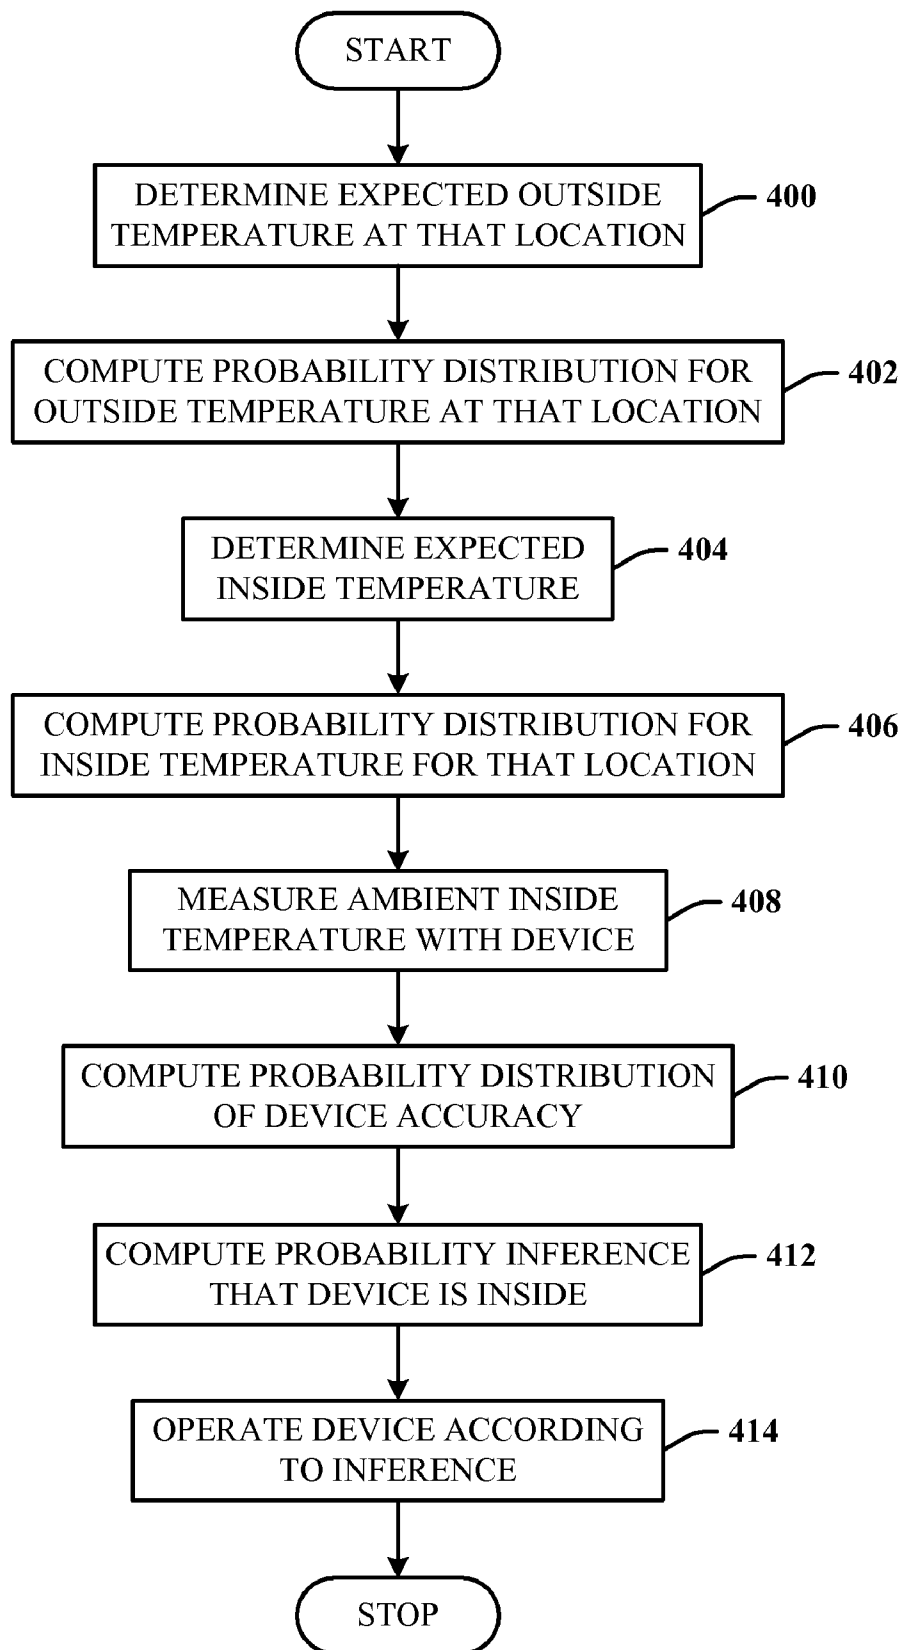 START
DETERMINE EXPECTED OUTSIDE
TEMPERATURE AT THAT LOCATION
400
COMPUTE PROBABILITY DISTRIBUTION FOR
OUTSIDE TEMPERATURE AT THAT LOCATION
402
DETERMINE EXPECTED
INSIDE TEMPERATURE
404
COMPUTE PROBABILITY DISTRIBUTION FOR
INSIDE TEMPERATURE FOR THAT LOCATION
406
MEASURE AMBIENT INSIDE
TEMPERATURE WITH DEVICE
408
COMPUTE PROBABILITY DISTRIBUTION
OF DEVICE ACCURACY
410
COMPUTE PROBABILITY INFERENCE
THAT DEVICE IS INSIDE
412
OPERATE DEVICE ACCORDING
TO INFERENCE
414
STOP